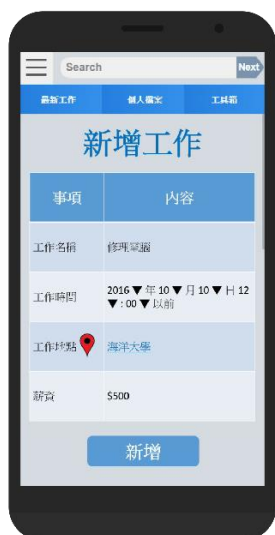 Search
Next
最新工作 個人檔案 工具箱
新增工作
事項 內容
工作名稱 修理電腦
工作時間 2016 ▼ 年 10 ▼ 月 10 ▼ 日 12
▼ : 00 ▼ 以前
工作地點 海洋大學
薪資 $500
新增